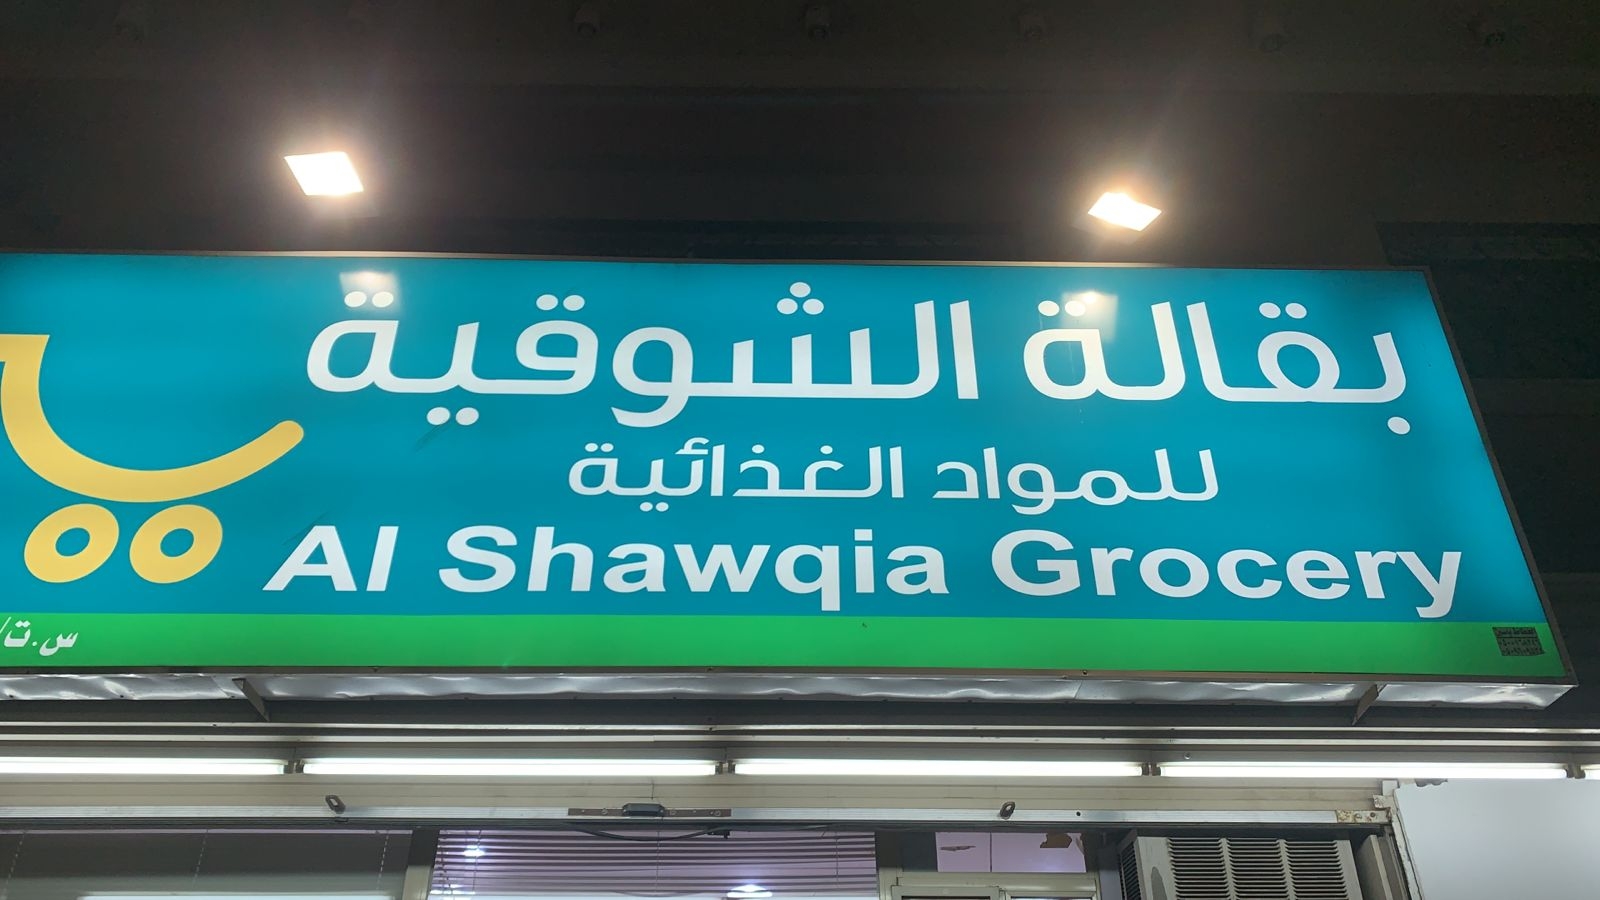 بقالة الشوقية
للمواد الغذائية
Al Shawqia Grocery
س.ت/